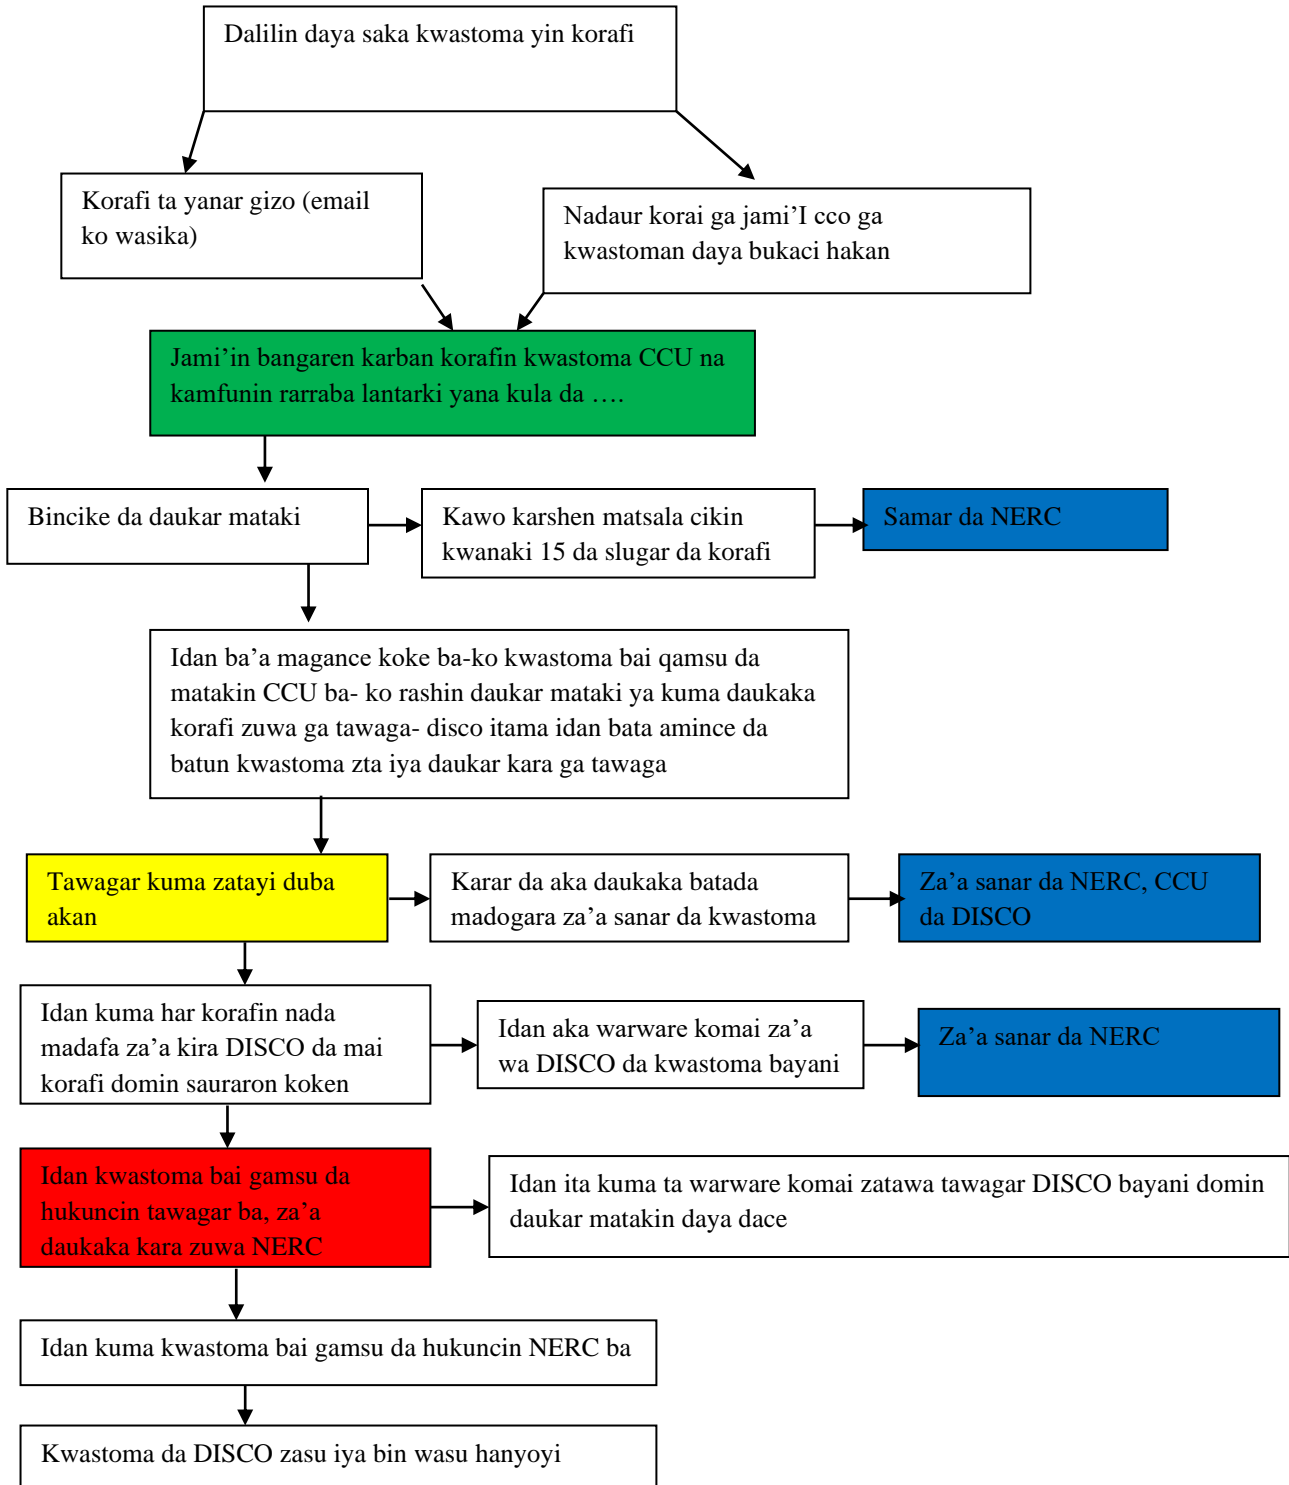 Dalilin daya saka kwastoma yin korafi
Korafi ta yanar gizo (email
ko wasika)
Nadaur korai ga jami’I cco ga
kwastoman daya bukaci hakan
Jami’in bangaren karban korafin kwastoma CCU na
kamfunin rarraba lantarki yana kula da ….
Bincike da daukar mataki
Kawo karshen matsala cikin
kwanaki 15 da slugar da korafi
Samar da NERC
Idan ba’a magance koke ba-ko kwastoma bai qamsu da
matakin CCU ba- ko rashin daukar mataki ya kuma daukaka
korafi zuwa ga tawaga- disco itama idan bata amince da
batun kwastoma zta iya daukar kara ga tawaga
Tawagar kuma zatayi duba
akan
Karar da aka daukaka batada
madogara za’a sanar da kwastoma
Za’a sanar da NERC, CCU
da DISCO
Idan kuma har korafin nada
madafa za’a kira DISCO da mai
korafi domin sauraron koken
Idan aka warware komai za’a
wa DISCO da kwastoma bayani
Za’a sanar da NERC
Idan kwastoma bai gamsu da
hukuncin tawagar ba, za’a
daukaka kara zuwa NERC
Idan ita kuma ta warware komai zatawa tawagar DISCO bayani domin
daukar matakin daya dace
Idan kuma kwastoma bai gamsu da hukuncin NERC ba
Kwastoma da DISCO zasu iya bin wasu hanyoyi